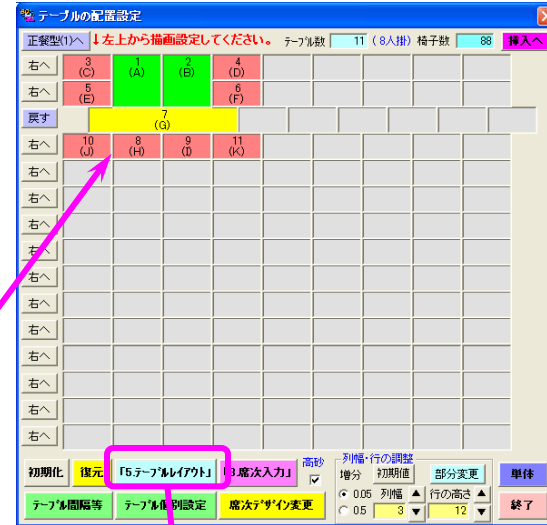 テーブルの配置設定
正餐型(1)へ ↓左上から描画設定してください。 テーブル数 11 (8人掛) 椅子数 88 挿入へ
右へ 3 1 2 4
(C) (A) (B) (D)
右へ 5 6
(E) (F)
戻す 7
(G)
右へ 10 8 9 11
(J) (H) (I) (K)
右へ
右へ
右へ
右へ
右へ
右へ
右へ
右へ
右へ
右へ
右へ
高砂 列幅・行の調整
初期化 復元 「5.テーブルレイアウト」 席次入力」 増分 初期値 部分変更 単体
テーブル間隔等 テーブル個別設定 席次デザイン変更 0.05 列幅 ▲ 行の高さ ▲ 終了
0.5 3 ▼ 12 ▼